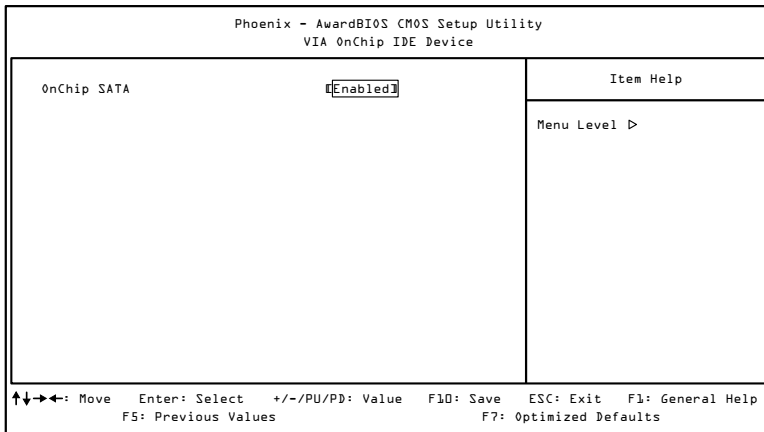 Phoenix - AwardBIOS CMOS Setup Utility
VIA OnChip IDE Device
OnChip SATA [Enabled]
Item Help
Menu Level ▷
↑↓→←: Move Enter: Select +/-/PU/PD: Value F10: Save ESC: Exit F1: General Help
F5: Previous Values F7: Optimized Defaults